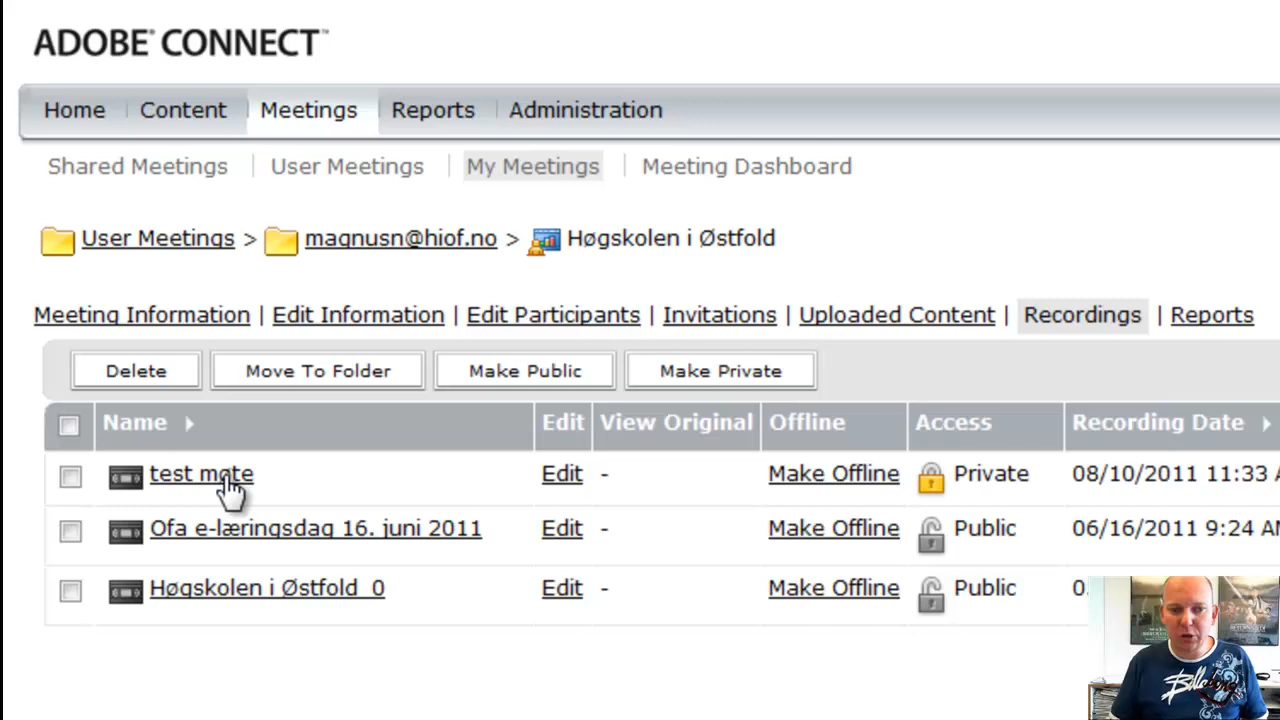 ADOBE® CONNECT™
Home Content Meetings Reports Administration
Shared Meetings User Meetings My Meetings Meeting Dashboard
User Meetings > magnusn@hiof.no > Høgskolen i Østfold
Meeting Information | Edit Information | Edit Participants | Invitations | Uploaded Content | Recordings | Reports
Delete Move To Folder Make Public Make Private
Name Edit View Original Offline Access Recording Date
test møte Edit - Make Offline Private 08/10/2011 11:33
Ofa e-læringsdag 16. juni 2011 Edit - Make Offline Public 06/16/2011 9:24
Høgskolen i Østfold_0 Edit - Make Offline Public